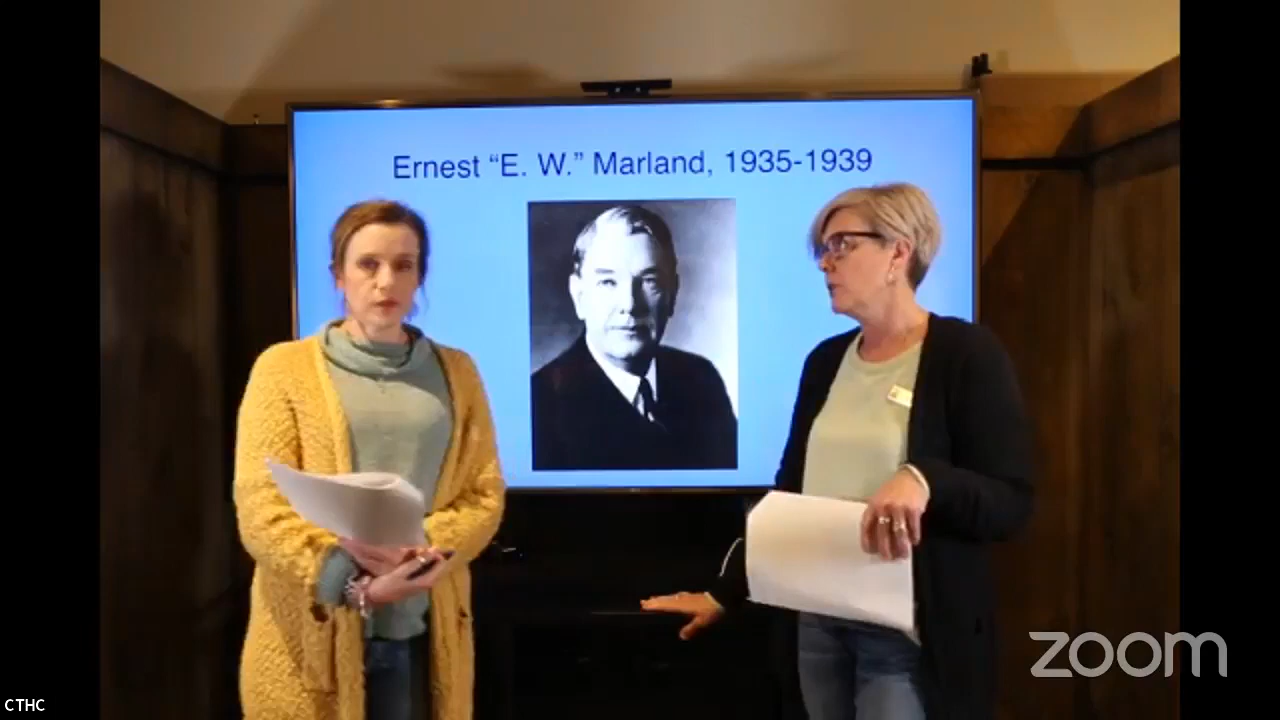 Ernest “E. W.” Marland, 1935-1939
zoom
CTHC